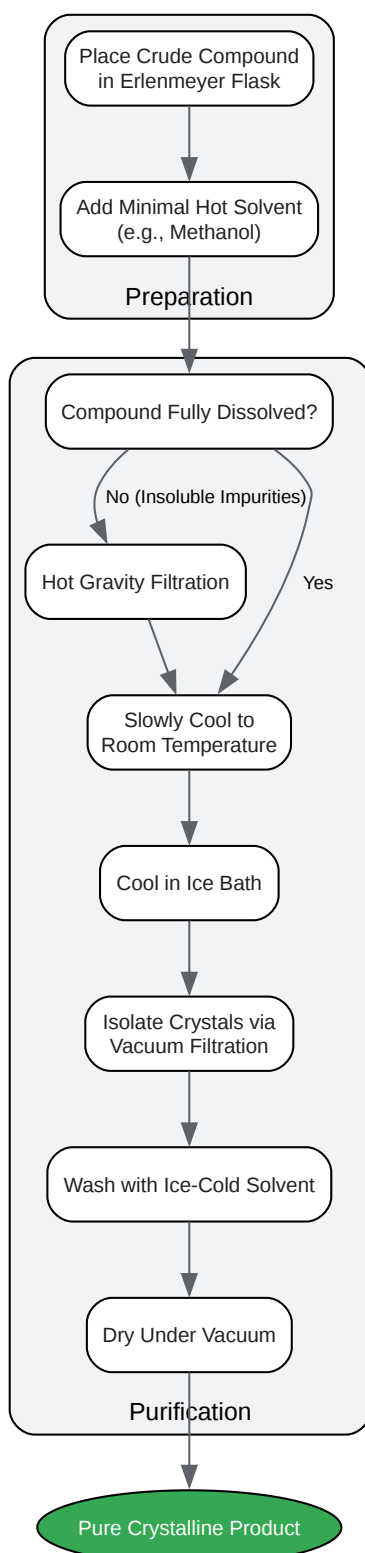 Place Crude Compound
in Erlenmeyer Flask
Add Minimal Hot Solvent
(e.g., Methanol)
Preparation
Compound Fully Dissolved?
No (Insoluble Impurities)
Hot Gravity Filtration
Yes
Slowly Cool to
Room Temperature
Cool in Ice Bath
Isolate Crystals via
Vacuum Filtration
Wash with Ice-Cold Solvent
Dry Under Vacuum
Purification
Pure Crystalline Product